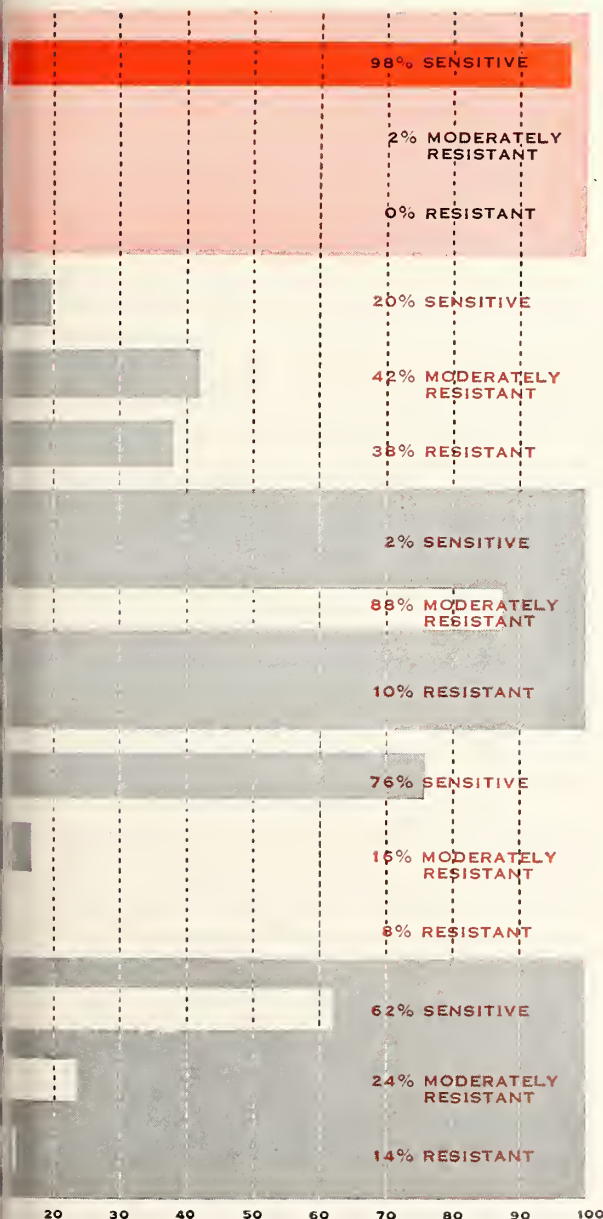 98% SENSITIVE
2% MODERATELY
RESISTANT
0% RESISTANT
20% SENSITIVE
42% MODERATELY
RESISTANT
38% RESISTANT
2% SENSITIVE
88% MODERATELY
RESISTANT
10% RESISTANT
76% SENSITIVE
16% MODERATELY
RESISTANT
8% RESISTANT
62% SENSITIVE
24% MODERATELY
RESISTANT
14% RESISTANT
20 30 40 50 60 70 80 90 100